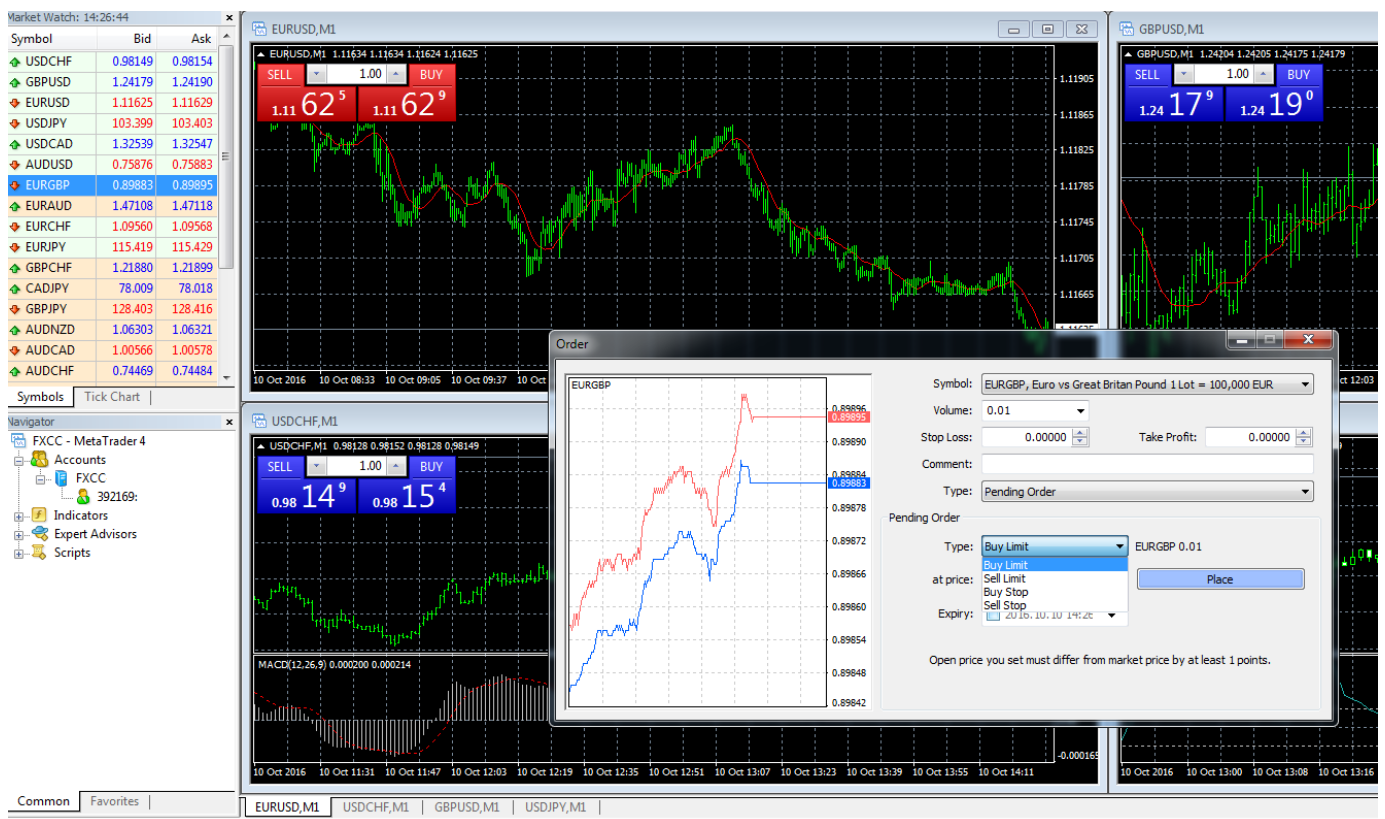 Market Watch: 14:26:44
Symbol Bid Ask
USDCHF 0.98149 0.98154
GBPUSD 1.24179 1.24190
EURUSD 1.11625 1.11629
USDJPY 103.399 103.403
USDCAD 1.32539 1.32547
AUDUSD 0.75876 0.75883
EURGBP 0.89883 0.89895
EURAUD 1.47108 1.47118
EURCHF 1.09560 1.09568
EURJPY 115.419 115.429
GBPCHF 1.21880 1.21899
CADJPY 78.009 78.018
GBPJPY 128.403 128.416
AUDNZD 1.06303 1.06321
AUDCAD 1.00566 1.00578
AUDCHF 0.74469 0.74484
Symbols Tick Chart
Navigator
FXCC - MetaTrader 4
Accounts
FXCC
392169:
Indicators
Expert Advisors
Scripts
Common Favorites
EURUSD,M1
EURUSD,M1 1.11634 1.11634 1.11624 1.11625
SELL 1.00 BUY
1.11 62 5 1.11 62 9
1.11905
1.11865
1.11825
1.11785
1.11745
1.11705
1.11665
10 Oct 2016 10 Oct 08:33 10 Oct 09:05 10 Oct 09:37 10 Oct
GBPUSD,M1
GBPUSD,M1 1.24204 1.24205 1.24175 1.24179
SELL 1.00 BUY
1.24 17 9 1.24 19 0
ct 12:03
USDCHF,M1
USDCHF,M1 0.98128 0.98152 0.98128 0.98149
SELL 1.00 BUY
0.98 14 9 0.98 15 4
MACD(12,26,9) 0.000200 0.000214
-0.000165
10 Oct 2016 10 Oct 11:31 10 Oct 11:47 10 Oct 12:03 10 Oct 12:19 10 Oct 12:35 10 Oct 12:51 10 Oct 13:07 10 Oct 13:23 10 Oct 13:39 10 Oct 13:55 10 Oct 14:11
10 Oct 2016 10 Oct 13:00 10 Oct 13:08 10 Oct 13:16
Order
EURGBP
0.89896
0.89895
0.89890
0.89884
0.89883
0.89878
0.89872
0.89866
0.89860
0.89854
0.89848
0.89842
Symbol: EURGBP, Euro vs Great Britan Pound 1 Lot = 100,000 EUR
Volume: 0.01
Stop Loss: 0.00000 Take Profit: 0.00000
Comment:
Type: Pending Order
Pending Order
Type: Buy Limit EURGBP 0.01
Buy Limit
at price: Sell Limit Place
Buy Stop
Sell Stop
Expiry: 2016.10.10 14:26
Open price you set must differ from market price by at least 1 points.
EURUSD,M1 USDCHF,M1 GBPUSD,M1 USDJPY,M1